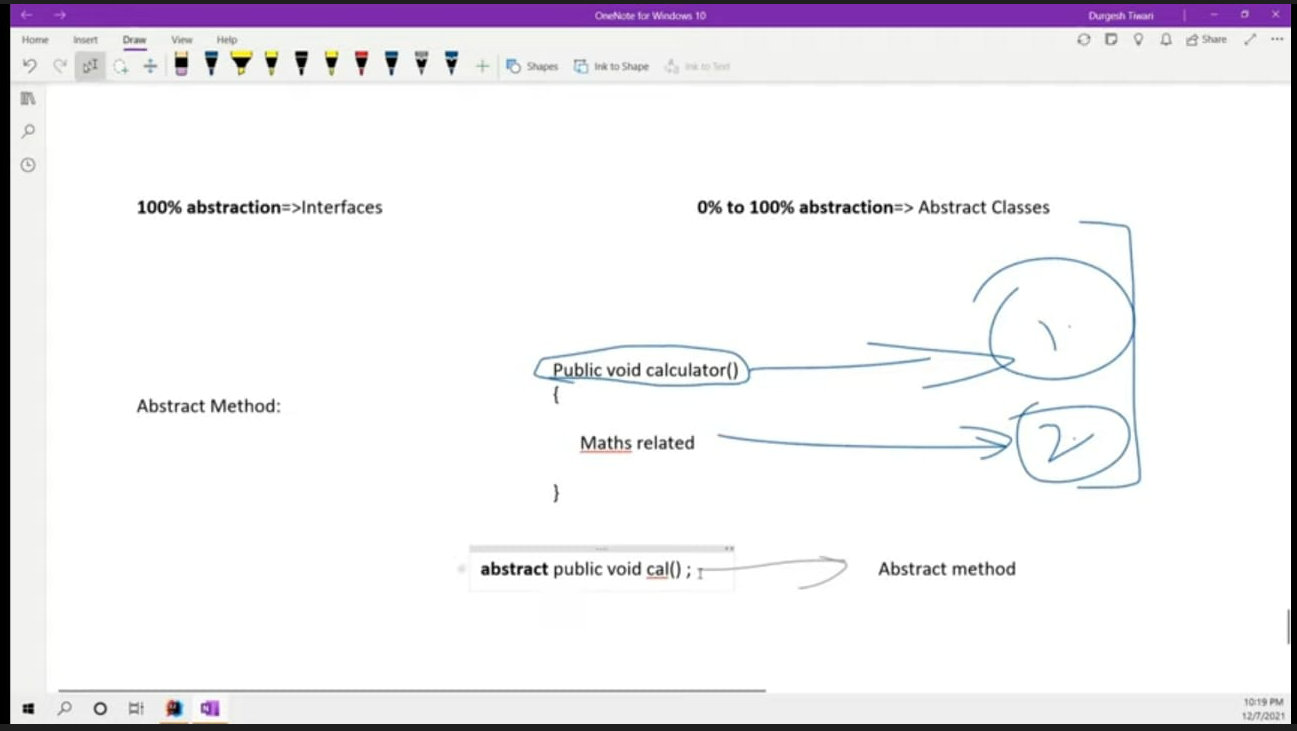 OneNote for Windows 10
Durgesh Tiwari
Home Insert Draw View Help
Share
Shapes Ink to Shape Ink to Text
100% abstraction=>Interfaces
0% to 100% abstraction=> Abstract Classes
1
Public void calculator()
{
Abstract Method:
Maths related
2
}
abstract public void cal() ;
Abstract method
10:19 PM
12/7/2021